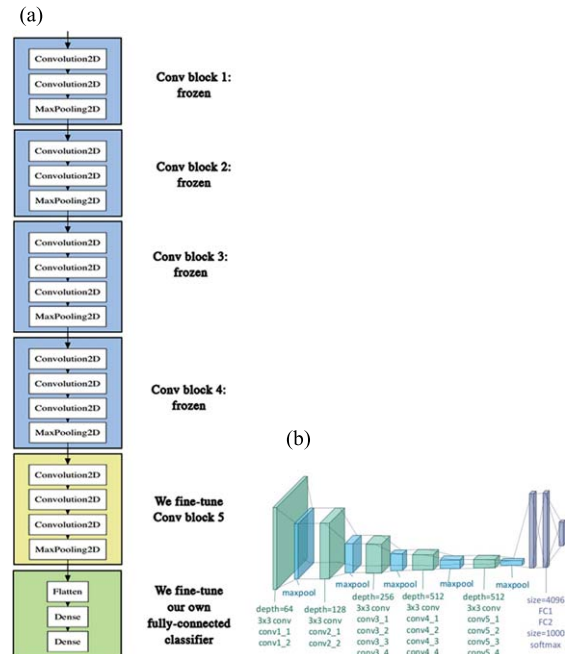 (a)
Convolution2D
Convolution2D
MaxPooling2D
Conv block 1:
frozen
Convolution2D
Convolution2D
MaxPooling2D
Conv block 2:
frozen
Convolution2D
Convolution2D
Convolution2D
MaxPooling2D
Conv block 3:
frozen
Convolution2D
Convolution2D
Convolution2D
MaxPooling2D
Conv block 4:
frozen
Convolution2D
Convolution2D
Convolution2D
MaxPooling2D
We fine-tune
Conv block 5
Flatten
Dense
Dense
We fine-tune
our own
fully-connected
classifier
(b)
maxpool
maxpool
maxpool
maxpool
maxpool
depth=64
3x3 conv
conv1_1
conv1_2
depth=128
3x3 conv
conv2_1
conv2_2
depth=256
3x3 conv
conv3_1
conv3_2
conv3_3
conv3_4
depth=512
3x3 conv
conv4_1
conv4_2
conv4_3
conv4_4
depth=512
3x3 conv
conv5_1
conv5_2
conv5_3
conv5_4
size=4096
FC1
FC2
size=1000
softmax